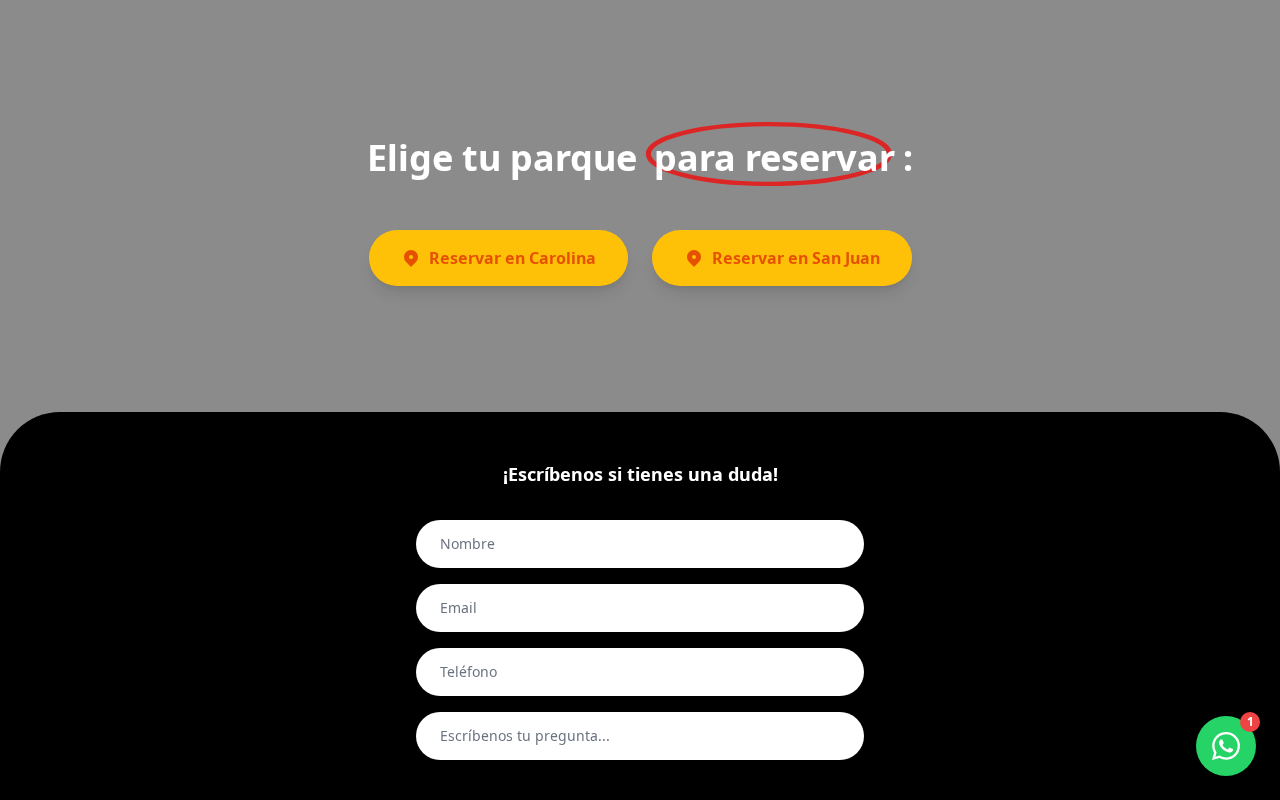 Elige tu parque para reservar :
Reservar en Carolina
Reservar en San Juan
¡Escríbenos si tienes una duda!
Nombre
Email
Teléfono
Escríbenos tu pregunta...
1